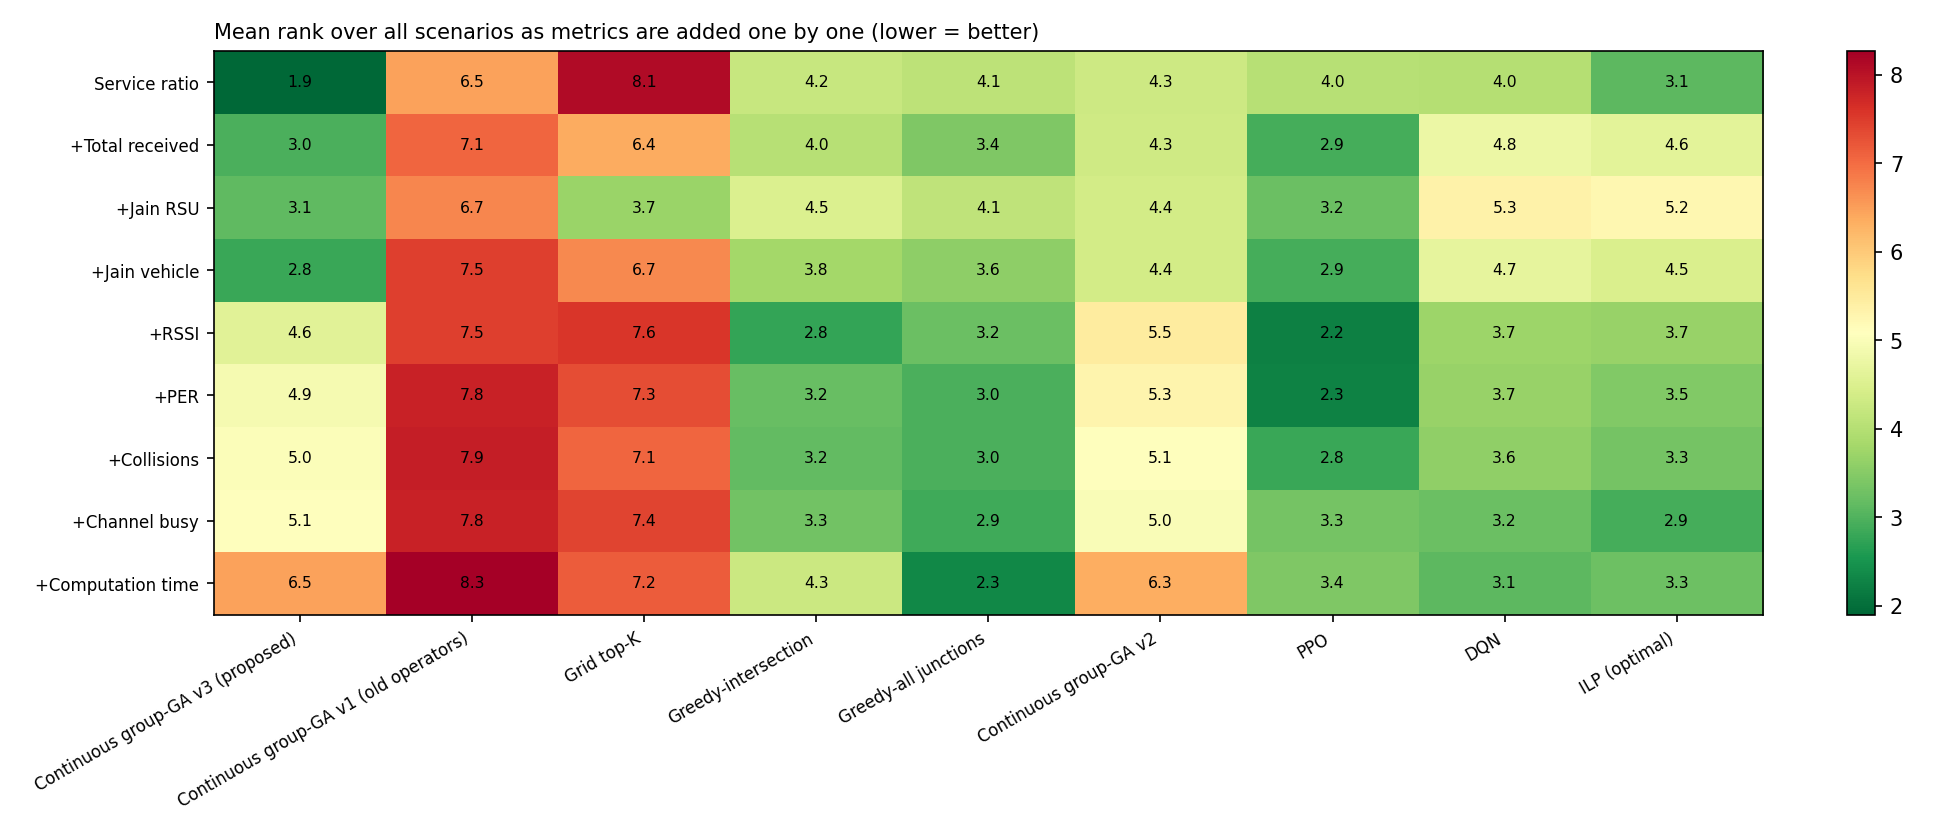 Mean rank over all scenarios as metrics are added one by one (lower = better)
Service ratio 1.9 6.5 8.1 4.2 4.1 4.3 4.0 4.0 3.1
+Total received 3.0 7.1 6.4 4.0 3.4 4.3 2.9 4.8 4.6
+Jain RSU 3.1 6.7 3.7 4.5 4.1 4.4 3.2 5.3 5.2
+Jain vehicle 2.8 7.5 6.7 3.8 3.6 4.4 2.9 4.7 4.5
+RSSI 4.6 7.5 7.6 2.8 3.2 5.5 2.2 3.7 3.7
+PER 4.9 7.8 7.3 3.2 3.0 5.3 2.3 3.7 3.5
+Collisions 5.0 7.9 7.1 3.2 3.0 5.1 2.8 3.6 3.3
+Channel busy 5.1 7.8 7.4 3.3 2.9 5.0 3.3 3.2 2.9
+Computation time 6.5 8.3 7.2 4.3 2.3 6.3 3.4 3.1 3.3
Continuous group-GA v3 (proposed)
Continuous group-GA v1 (old operators)
Grid top-K
Greedy-intersection
Greedy-all junctions
Continuous group-GA v2
PPO
DQN
ILP (optimal)
8
7
6
5
4
3
2